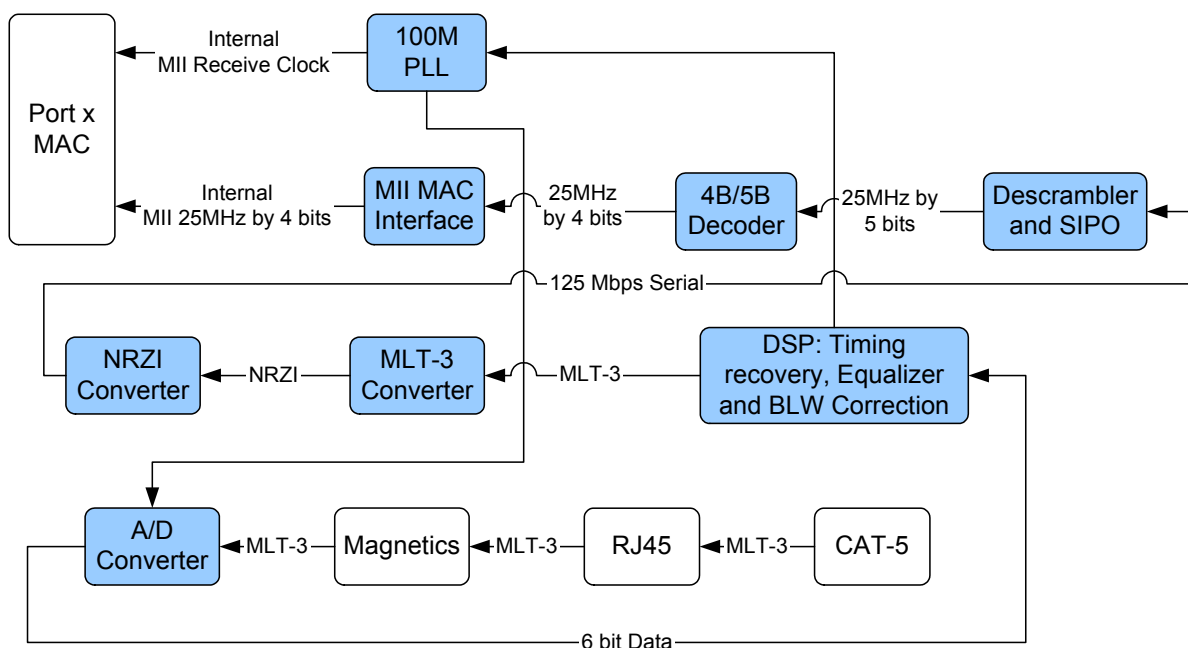 Internal
MII Receive Clock
100M
PLL
Port x
MAC
Internal
MII 25MHz by 4 bits
MII MAC
Interface
25MHz
by 4 bits
4B/5B
Decoder
25MHz by
5 bits
Descrambler
and SIPO
125 Mbps Serial
NRZI
Converter
NRZI
MLT-3
Converter
MLT-3
DSP: Timing
recovery, Equalizer
and BLW Correction
A/D
Converter
MLT-3
Magnetics
MLT-3
RJ45
MLT-3
CAT-5
6 bit Data